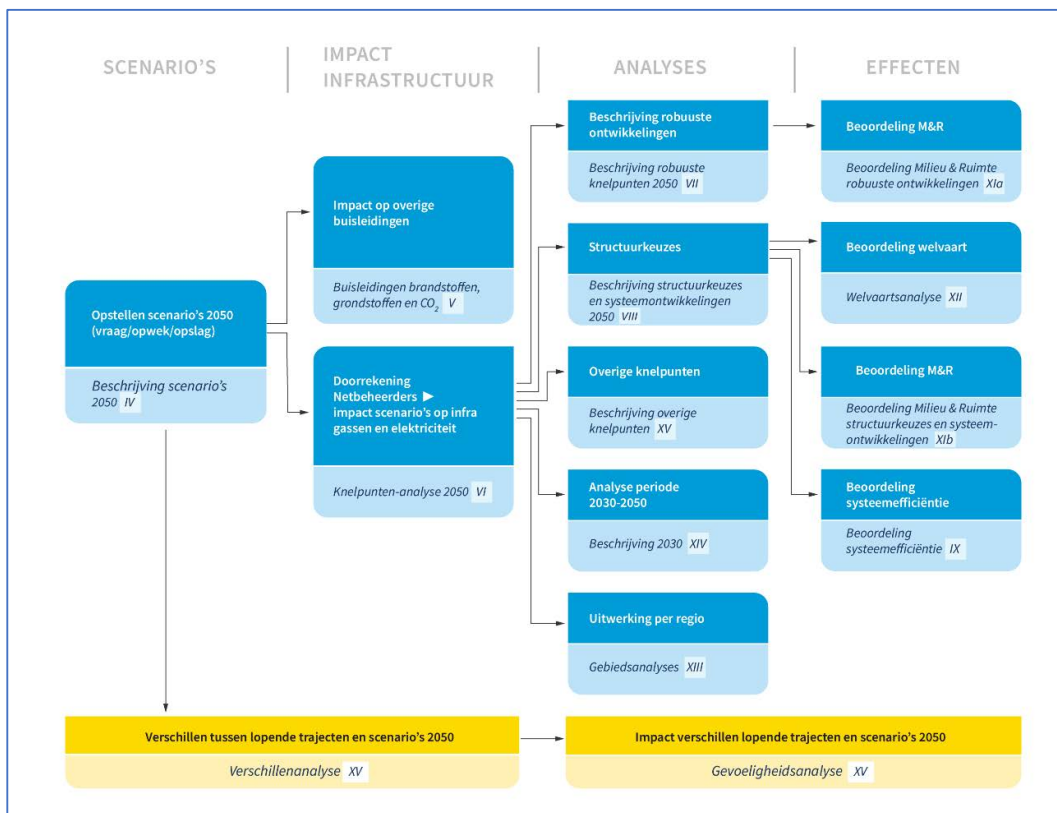 SCENARIO'S
IMPACT
INFRASTRUCTUUR
ANALYSES
EFFECTEN
Opstellen scenario's 2050
(vraag/opwek/opslag)
Beschrijving scenario's
2050 IV
Impact op overige
buisleidingen
Buisleidingen brandstoffen,
grondstoffen en CO₂ V
Doorrekening
Netbeheerders ►
impact scenario's op infra
gassen en elektriciteit
Knelpunten-analyse 2050 VI
Beschrijving robuuste
ontwikkelingen
Beschrijving robuuste
knelpunten 2050 VII
Structuurkeuzes
Beschrijving structuurkeuzes
en systeemontwikkelingen
2050 VIII
Overige knelpunten
Beschrijving overige
knelpunten XV
Analyse periode
2030-2050
Beschrijving 2030 XIV
Uitwerking per regio
Gebiedsanalyses XIII
Beoordeling M&R
Beoordeling Milieu & Ruimte
robuuste ontwikkelingen XIa
Beoordeling welvaart
Welvaartsanalyse XII
Beoordeling M&R
Beoordeling Milieu & Ruimte
structuurkeuzes en systeem-
ontwikkelingen XIb
Beoordeling
systeemefficiëntie
Beoordeling
systeemefficiëntie IX
Verschillen tussen lopende trajecten en scenario's 2050
Verschillenanalyse XV
Impact verschillen lopende trajecten en scenario's 2050
Gevoeligheidsanalyse XV